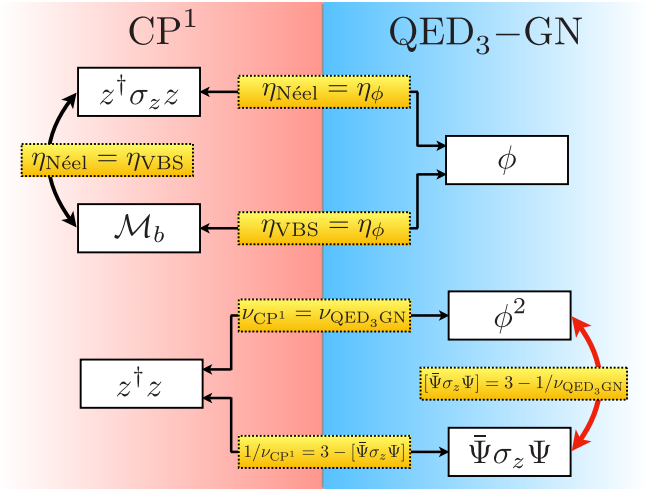 CP¹ QED₃−GN
z†σ_z z
η_Néel = η_ϕ
η_Néel = η_VBS
ϕ
ℳ_b
η_VBS = η_ϕ
ν_CP¹ = ν_QED₃GN
ϕ²
z†z
[Ψ̄σ_zΨ] = 3 − 1/ν_QED₃GN
1/ν_CP¹ = 3 − [Ψ̄σ_zΨ]
Ψ̄σ_zΨ